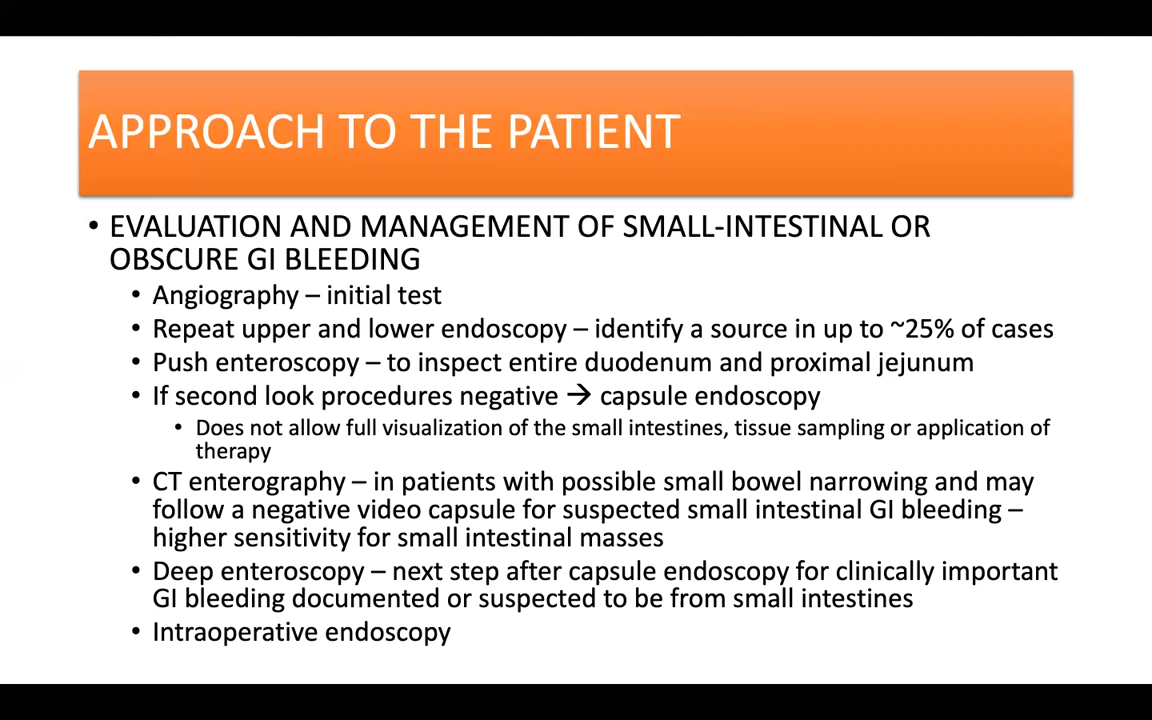 APPROACH TO THE PATIENT
• EVALUATION AND MANAGEMENT OF SMALL-INTESTINAL OR
OBSCURE GI BLEEDING
• Angiography – initial test
• Repeat upper and lower endoscopy – identify a source in up to ~25% of cases
• Push enteroscopy – to inspect entire duodenum and proximal jejunum
• If second look procedures negative → capsule endoscopy
• Does not allow full visualization of the small intestines, tissue sampling or application of
therapy
• CT enterography – in patients with possible small bowel narrowing and may
follow a negative video capsule for suspected small intestinal GI bleeding –
higher sensitivity for small intestinal masses
• Deep enteroscopy – next step after capsule endoscopy for clinically important
GI bleeding documented or suspected to be from small intestines
• Intraoperative endoscopy